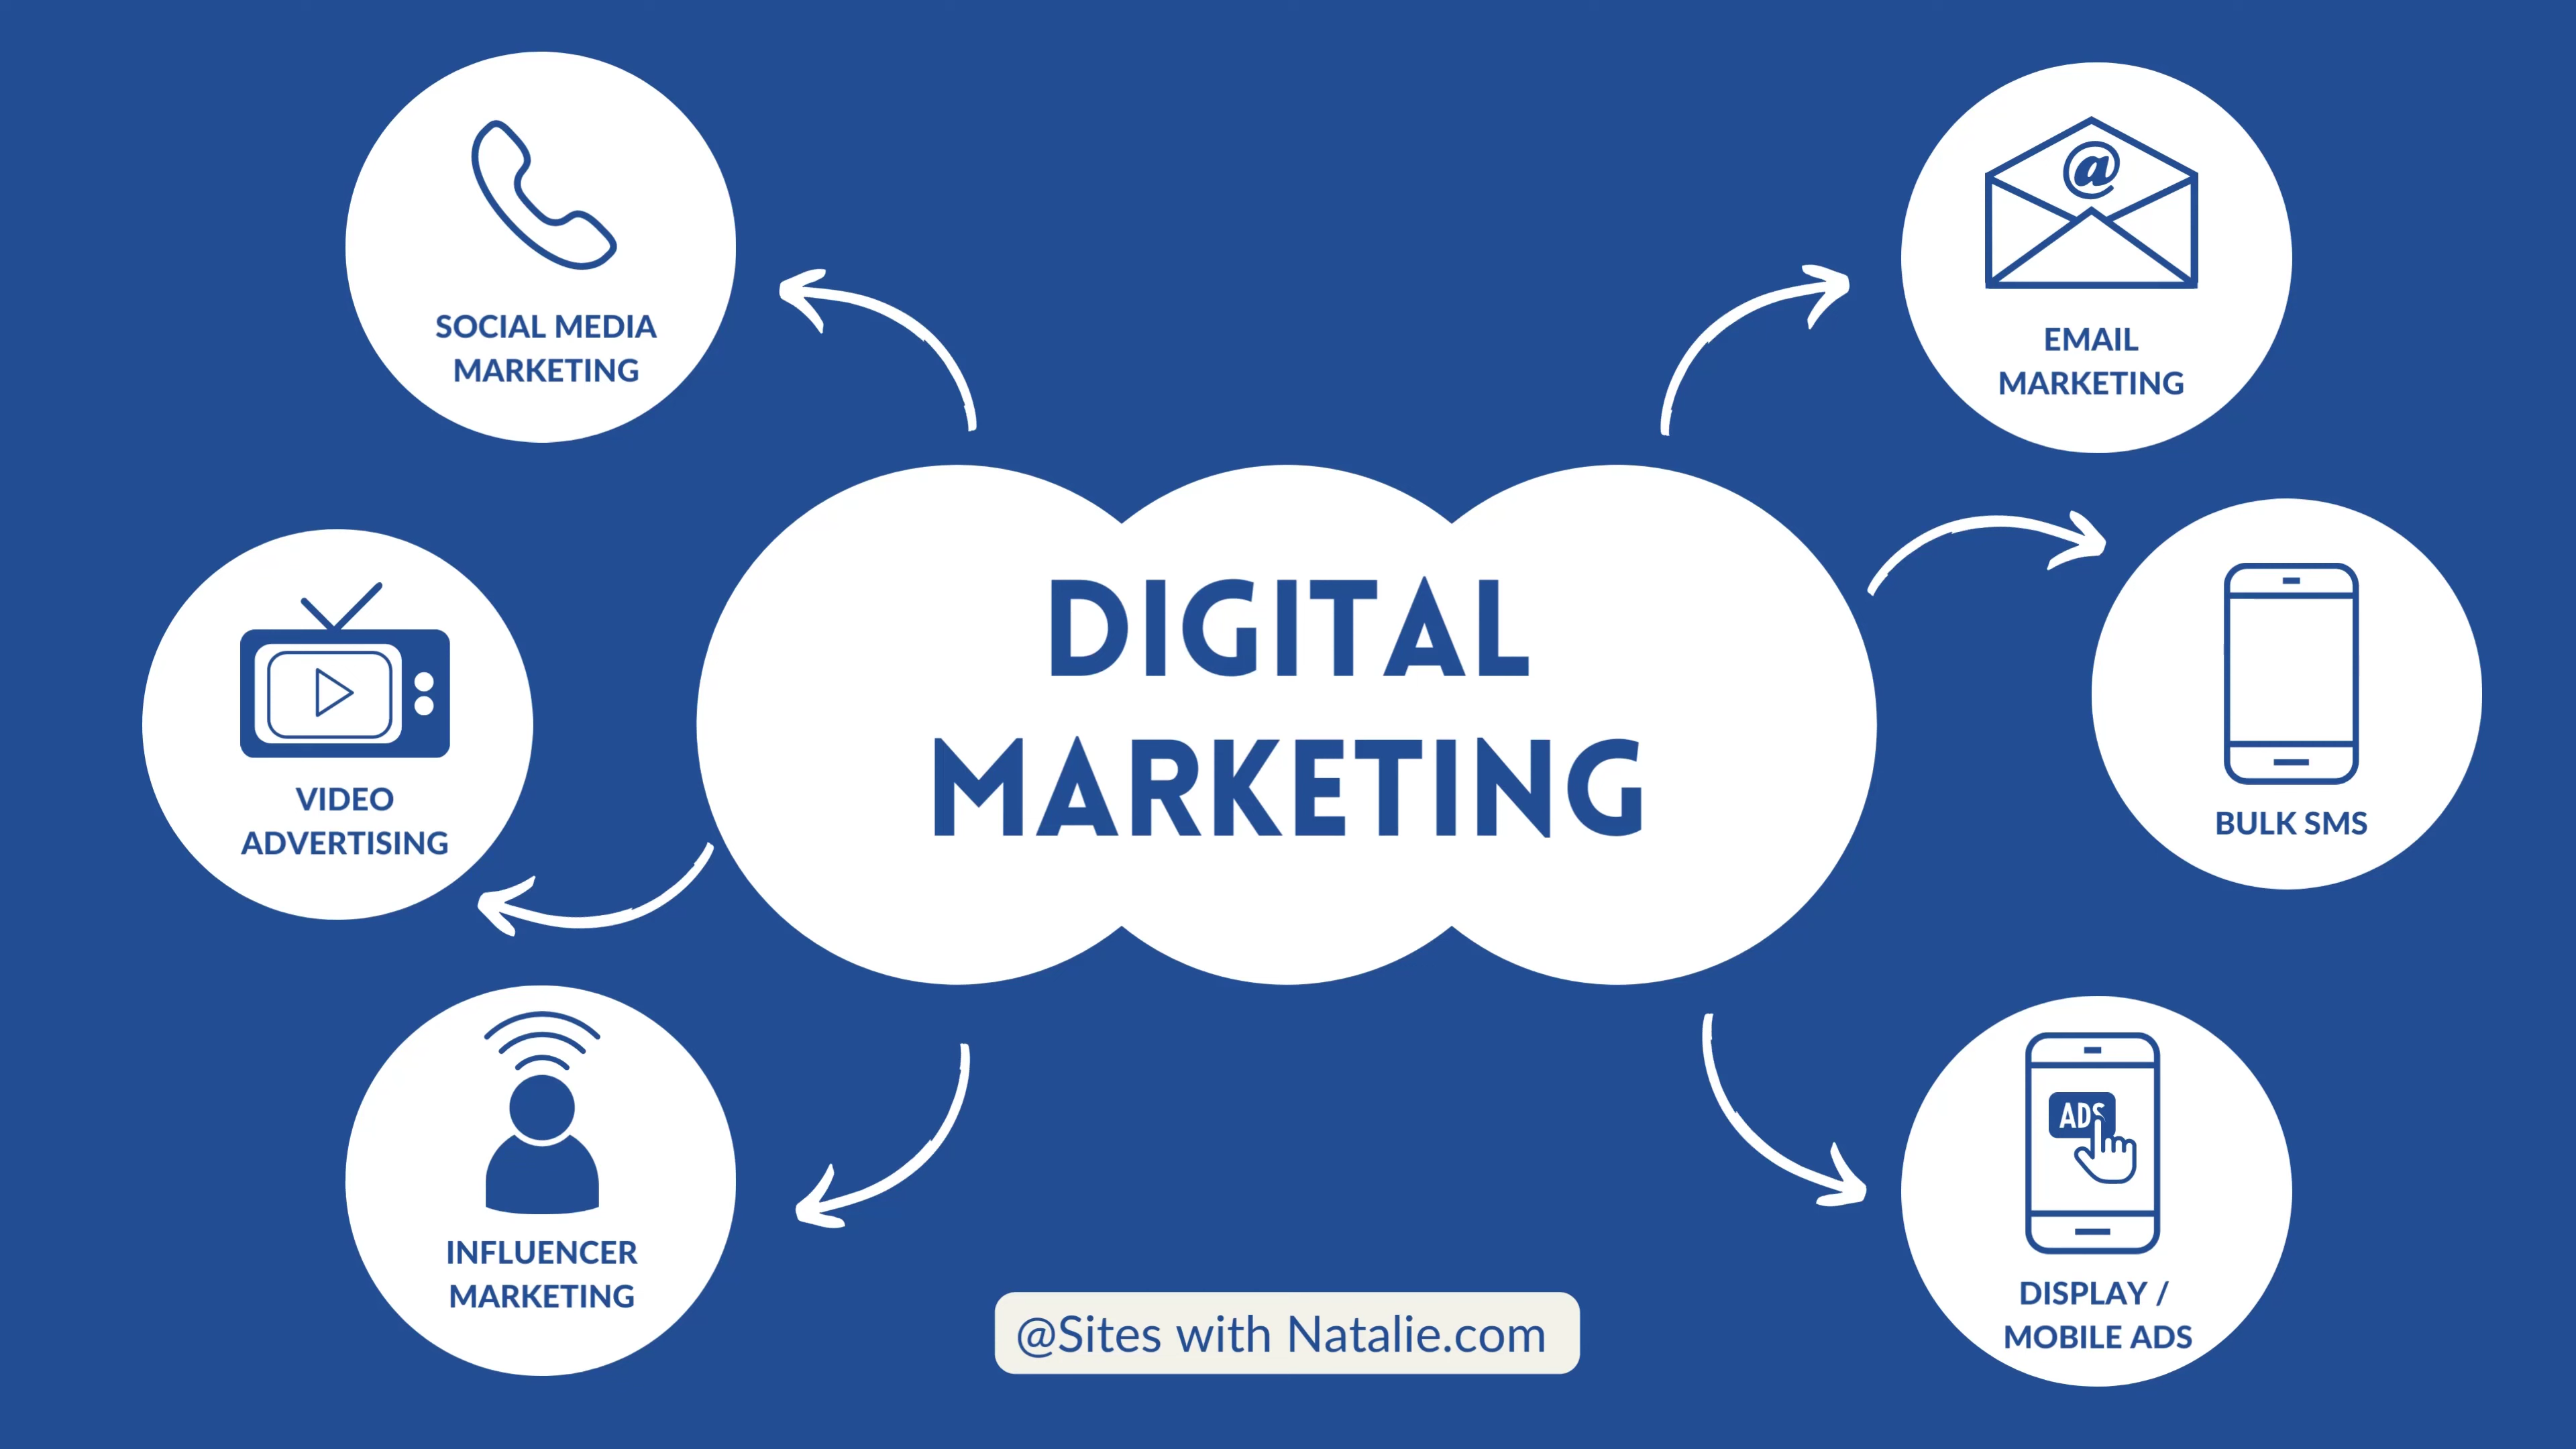 SOCIAL MEDIA
MARKETING
EMAIL
MARKETING
@
DIGITAL
MARKETING
VIDEO
ADVERTISING
BULK SMS
INFLUENCER
MARKETING
ADS
DISPLAY /
MOBILE ADS
@Sites with Natalie.com